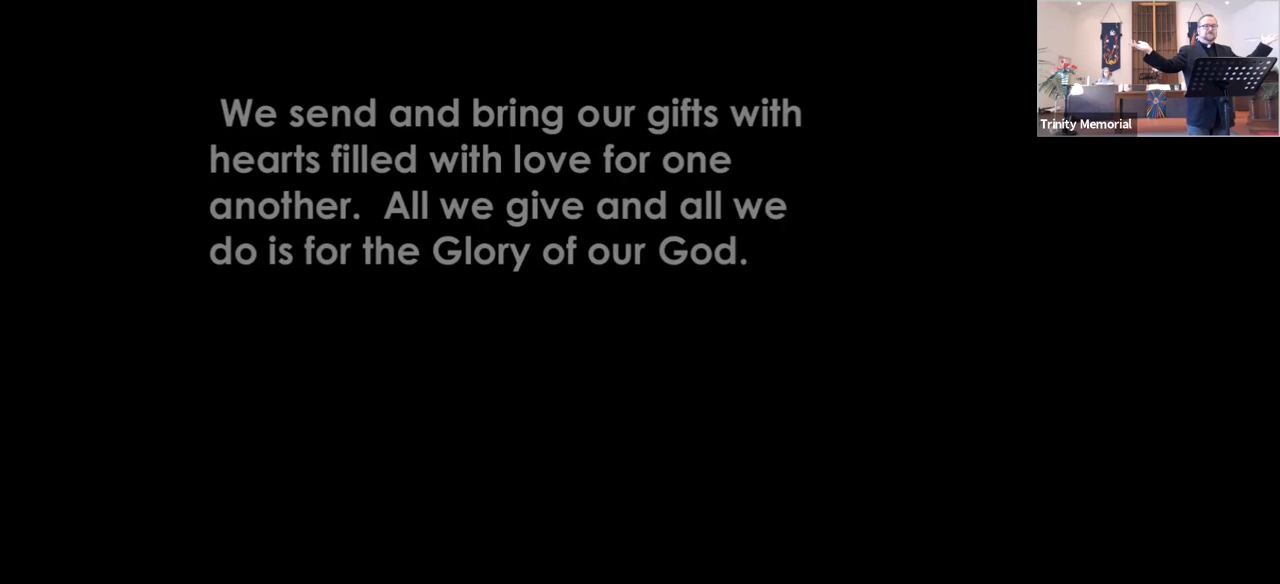 We send and bring our gifts with
hearts filled with love for one
another.  All we give and all we
do is for the Glory of our God.
Trinity Memorial